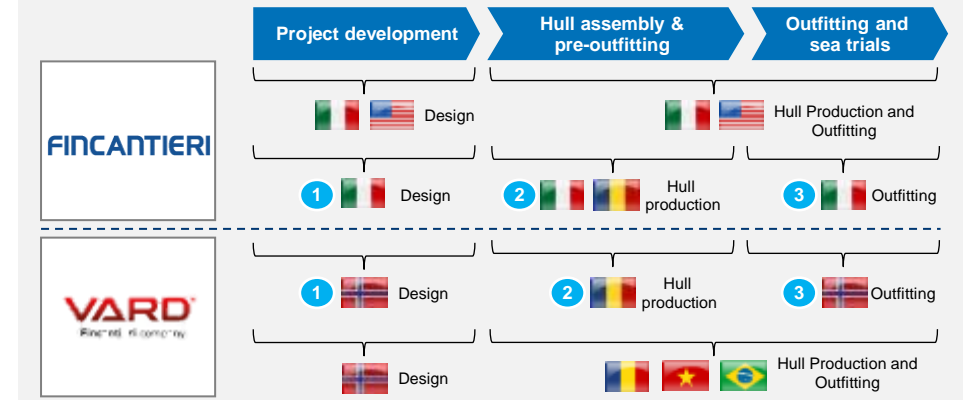 Project development
Hull assembly &
pre-outfitting
Outfitting and
sea trials
FINCANTIERI
Design
Hull Production and
Outfitting
1
Design
2
Hull
production
3
Outfitting
VARD
1
Design
2
Hull
production
3
Outfitting
Design
Hull Production and
Outfitting